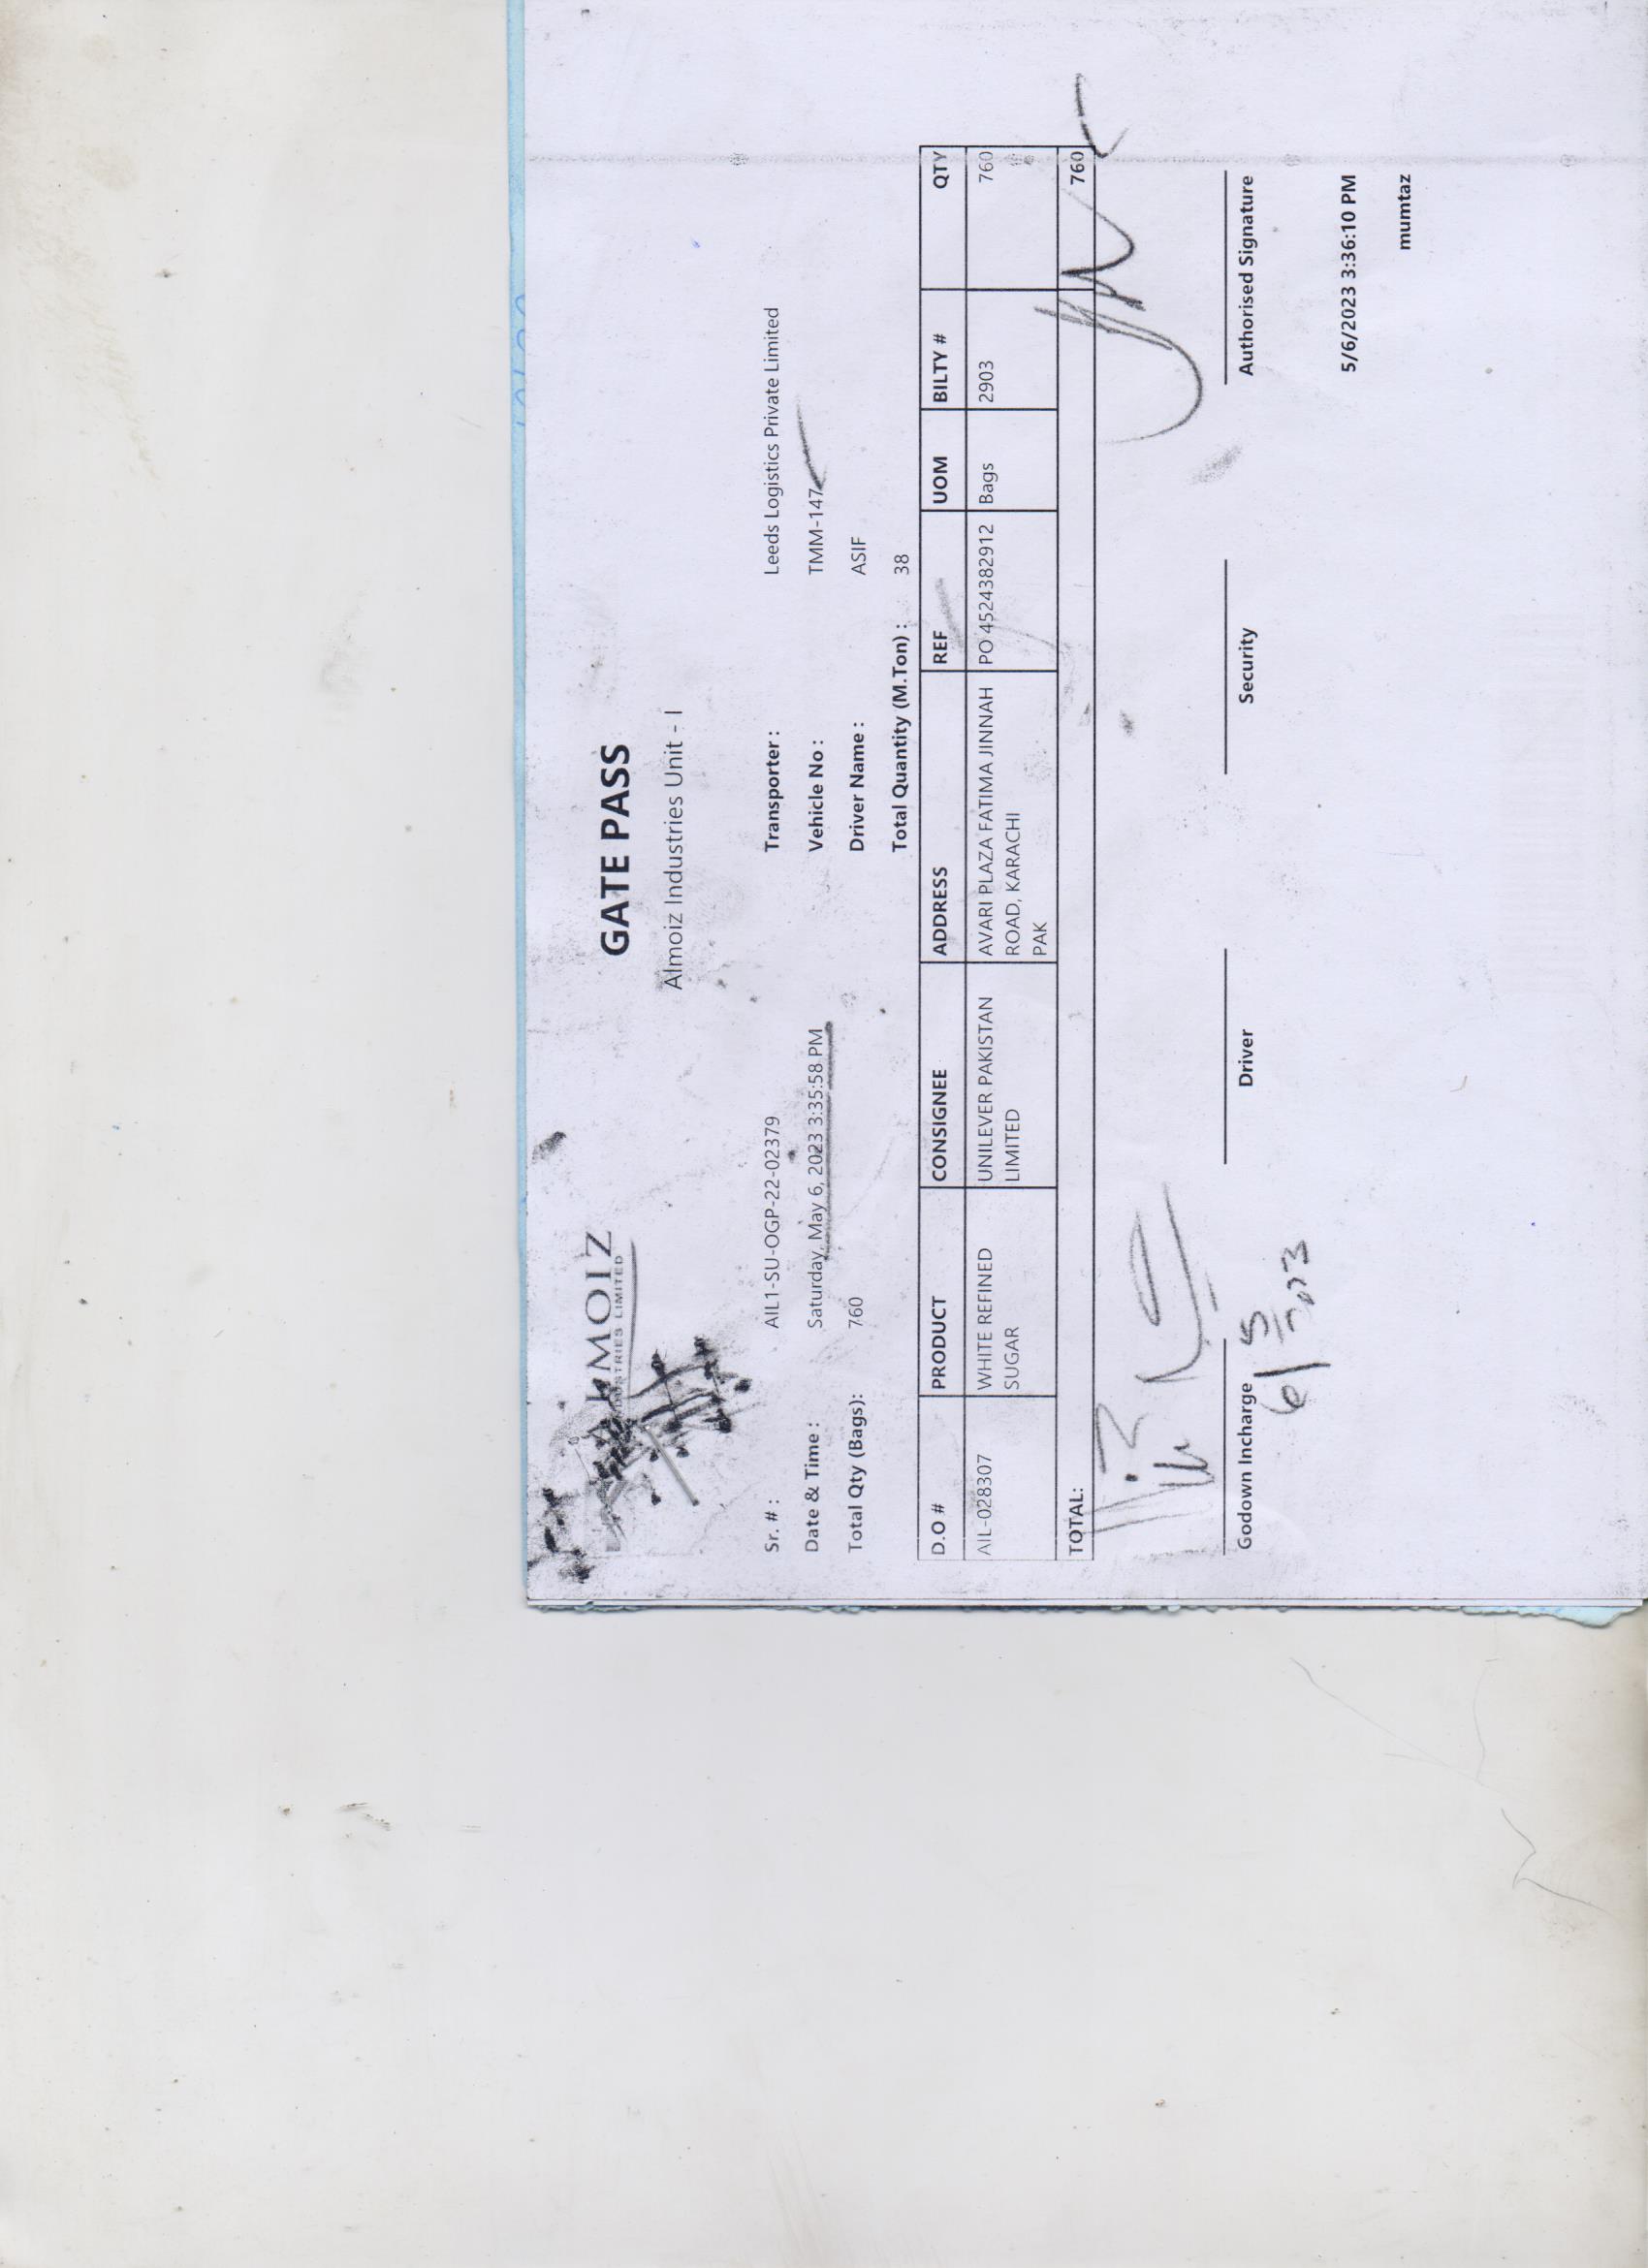 GATE PASS
Almoiz Industries Unit - I
INDUSTRIES LIMITED
Sr. # : AIL1-SU-OGP-22-02379 Transporter : Leeds Logistics Private Limited
Date & Time : Saturday, May 6, 2023 3:35:58 PM Vehicle No : TMM-147
Total Qty (Bags): 760 Driver Name : ASIF
Total Quantity (M.Ton) : 38
D.O # PRODUCT CONSIGNEE ADDRESS REF UOM BILTY # QTY
AIL-028307 WHITE REFINED UNILEVER PAKISTAN AVARI PLAZA FATIMA JINNAH PO 4524382912 Bags 2903 760
SUGAR LIMITED ROAD, KARACHI
PAK
TOTAL: 760
Godown Incharge Driver Security Authorised Signature
6/5/2023
5/6/2023 3:36:10 PM
mumtaz